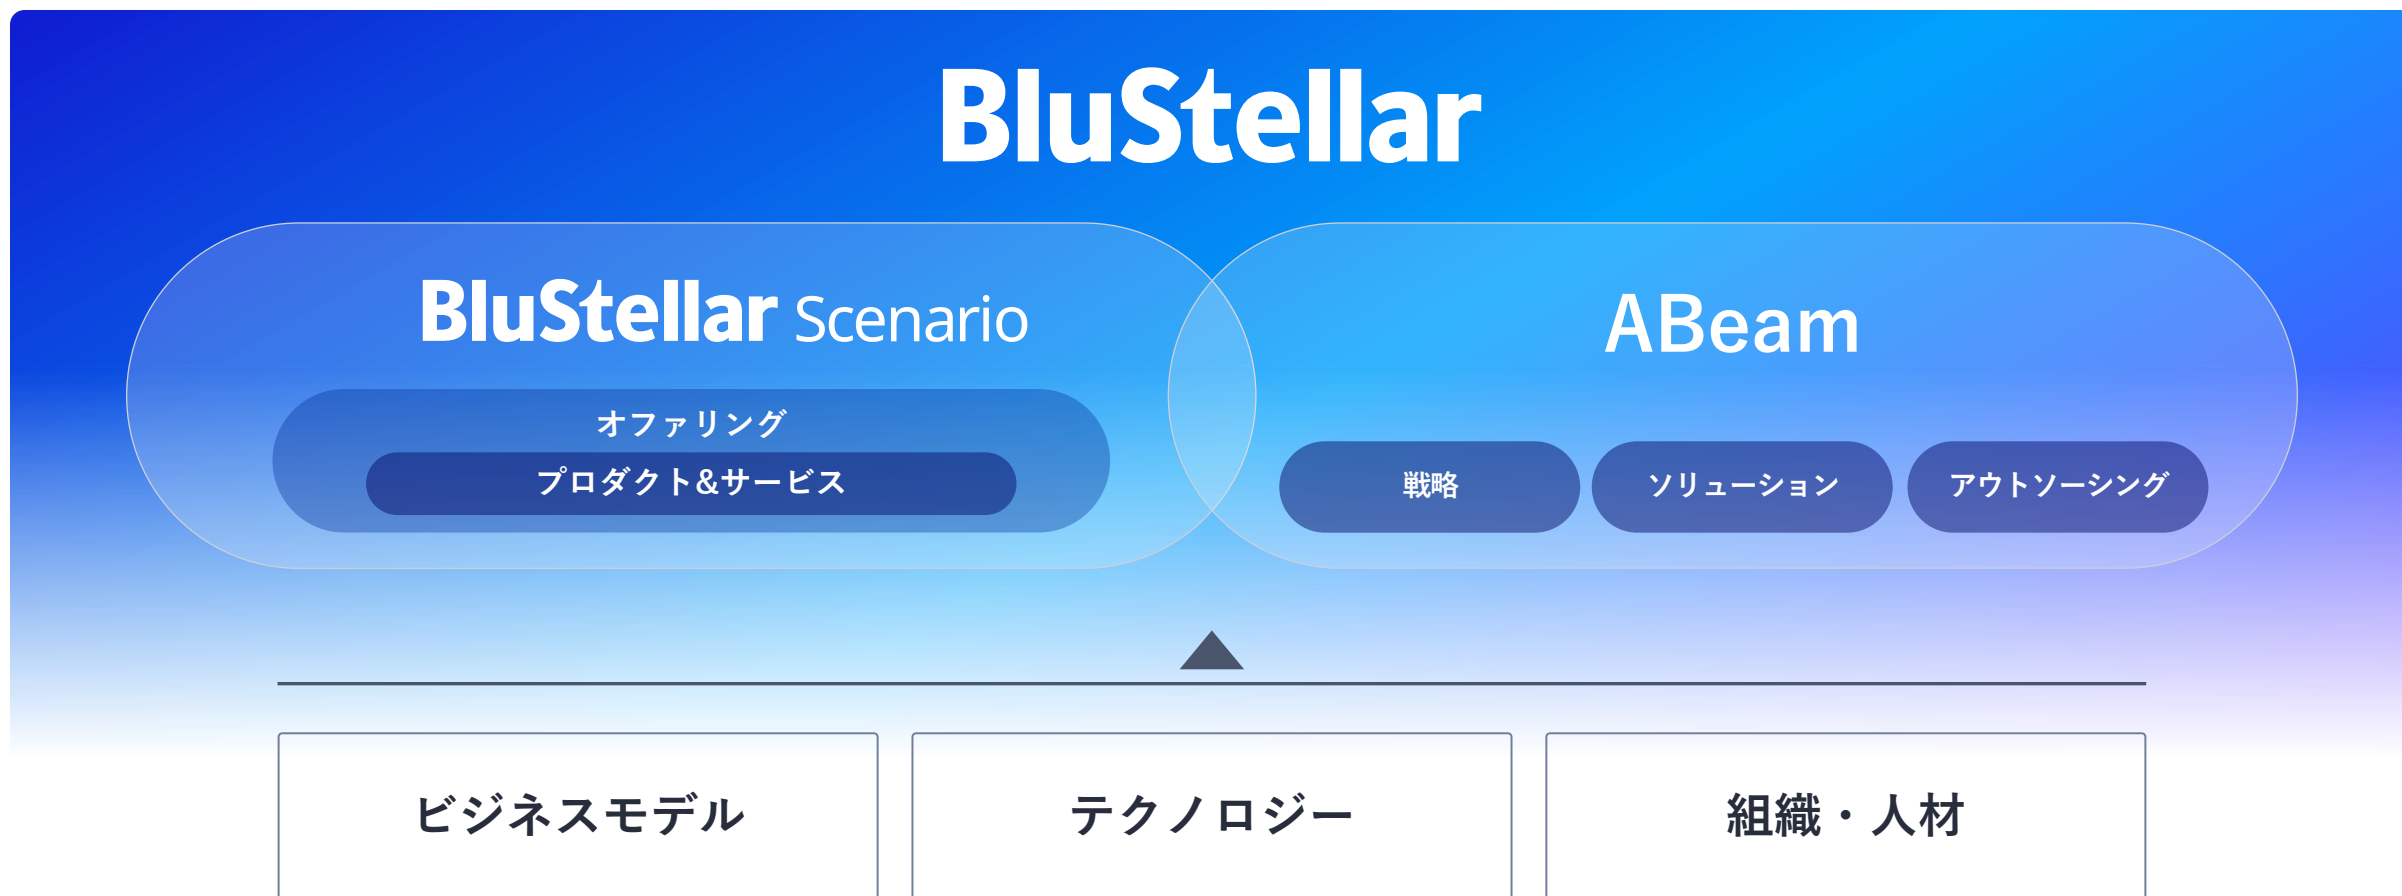 BluStellar
BluStellar Scenario
オファリング
プロダクト&サービス
ABeam
戦略
ソリューション
アウトソーシング
ビジネスモデル
テクノロジー
組織・人材